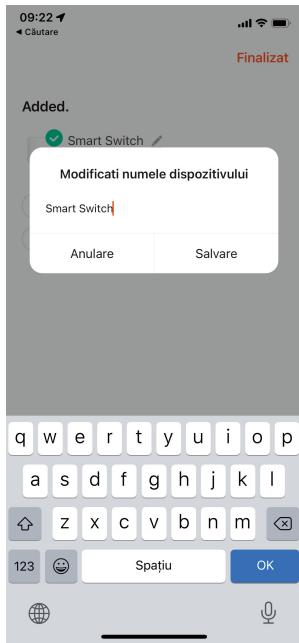 09:22
◀ Căutare
Finalizat
Added.
Smart Switch
Modificati numele dispozitivului
Smart Switch
Anulare Salvare
q w e r t y u i o p
a s d f g h j k l
z x c v b n m
123 Spațiu OK